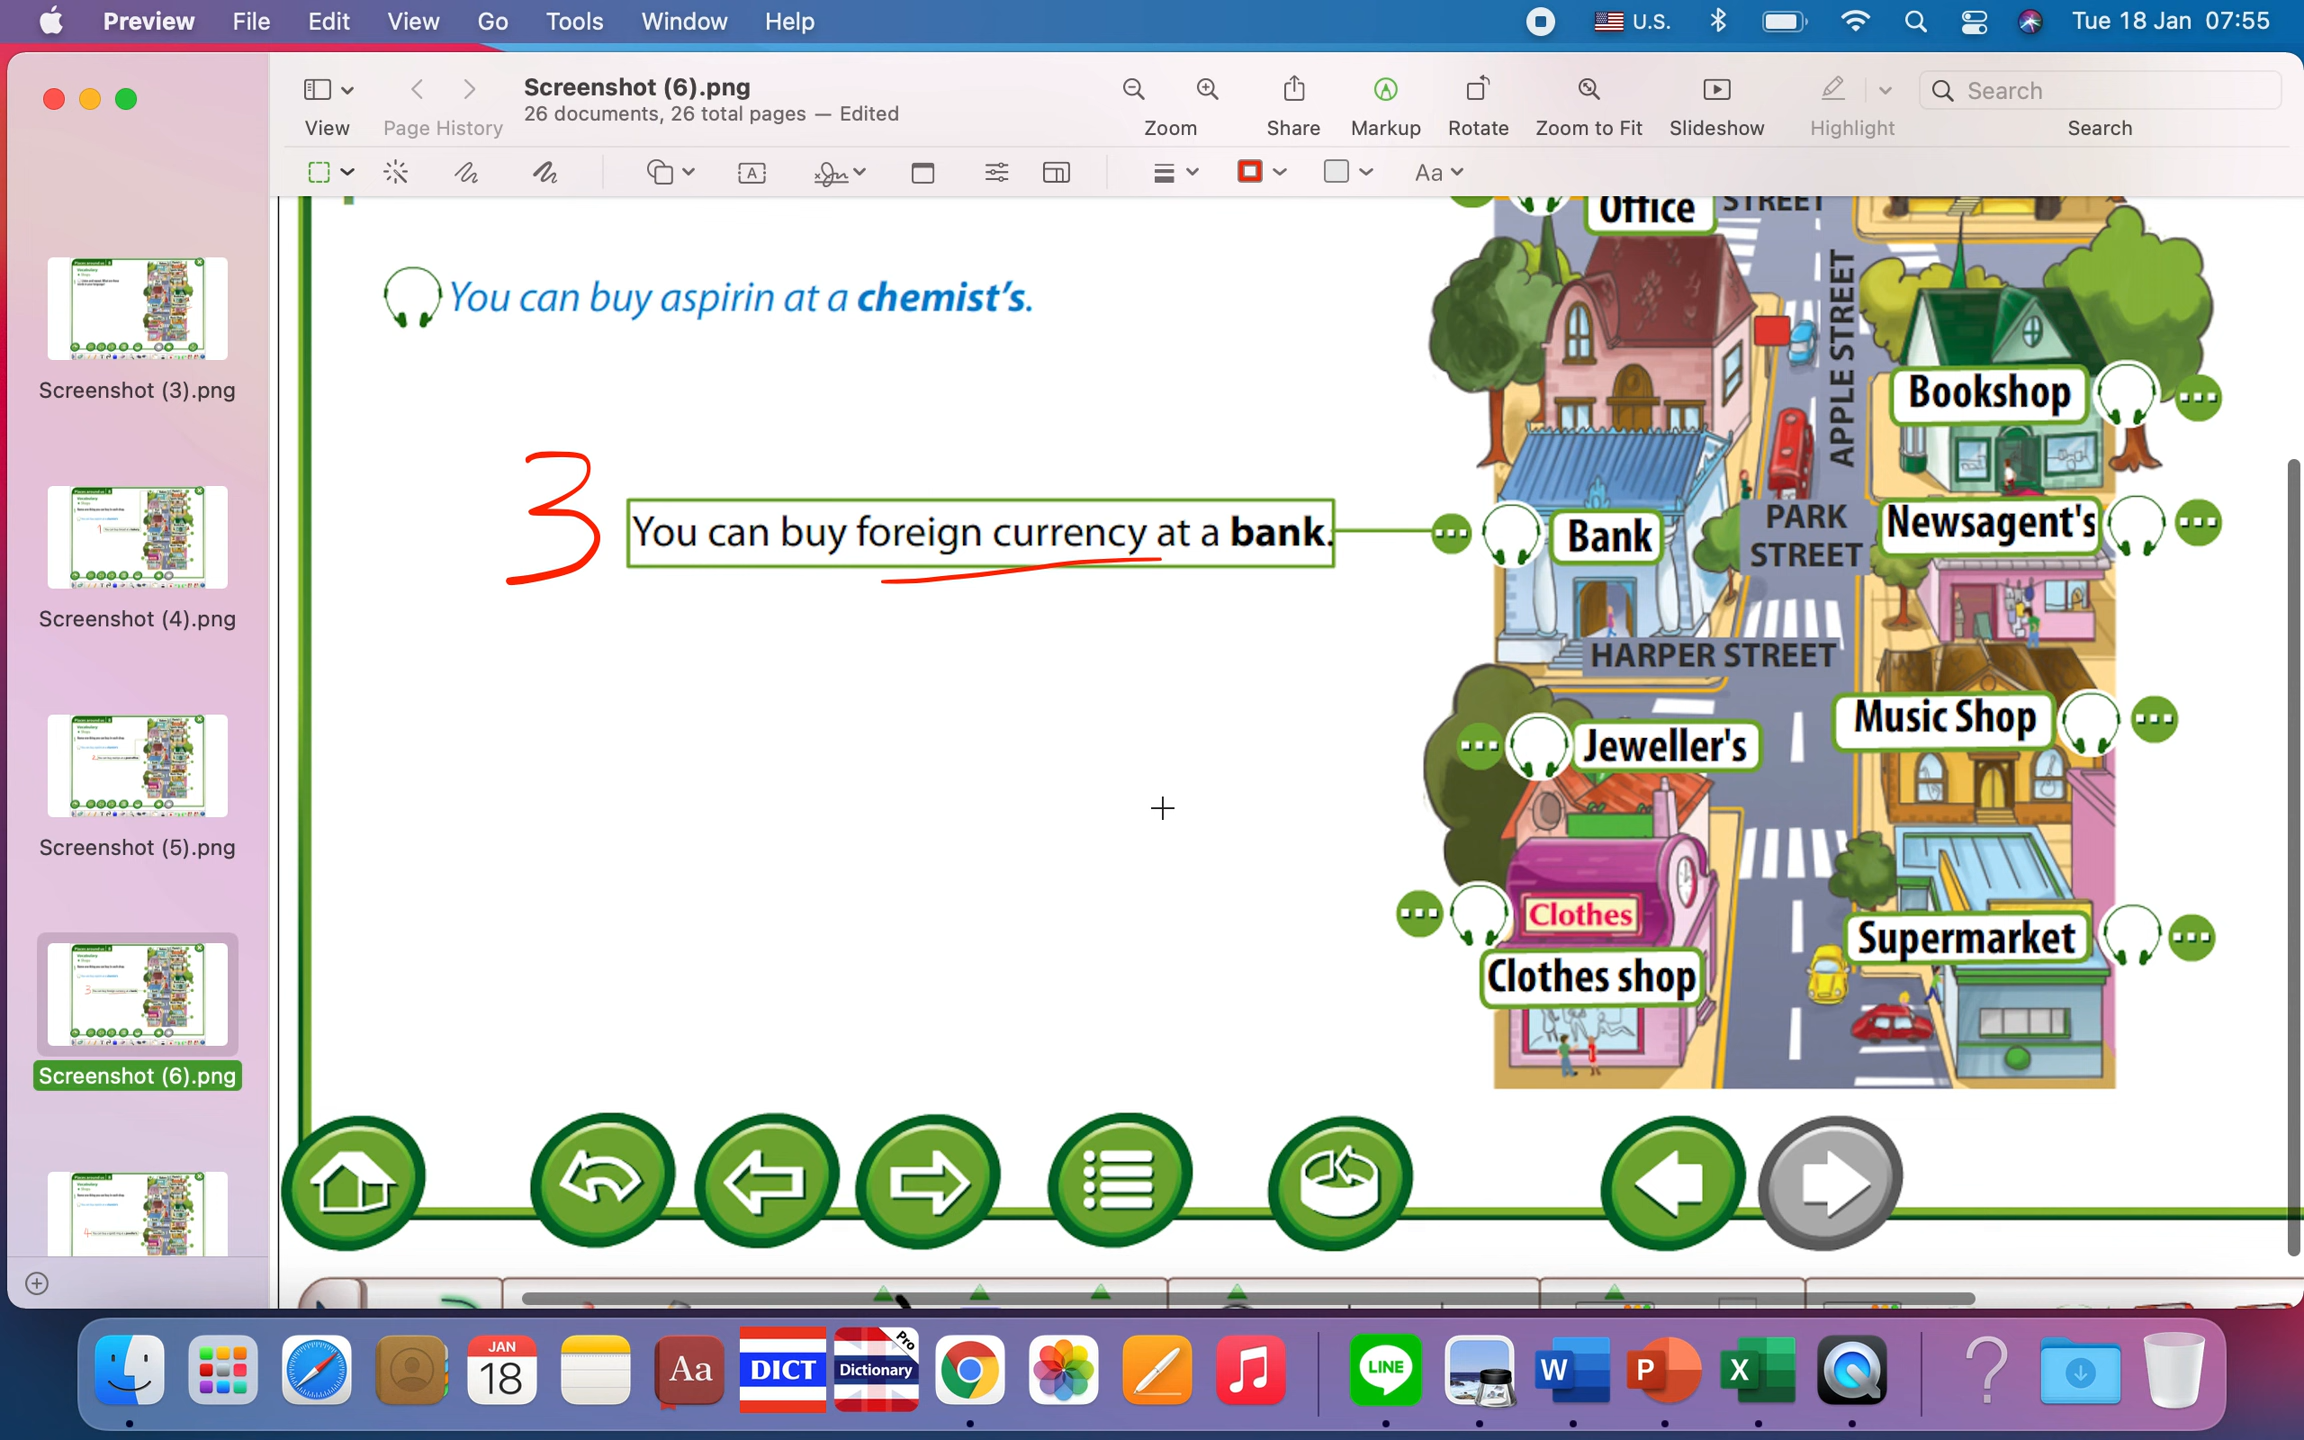 Preview File Edit View Go Tools Window Help U.S. Tue 18 Jan 07:55
Screenshot (6).png
26 documents, 26 total pages — Edited
View Page History Zoom Share Markup Rotate Zoom to Fit Slideshow Highlight Search
Search
A Aa
Screenshot (3).png
Screenshot (4).png
Screenshot (5).png
Screenshot (6).png
Office STREET
You can buy aspirin at a chemist's.
APPLE STREET
Bookshop
3
You can buy foreign currency at a bank.
Bank
PARK STREET
Newsagent's
HARPER STREET
Jeweller's
Music Shop
Clothes
Clothes shop
Supermarket
JAN
18
Aa
DICT
Pro
Dictionary
LINE
W
P
X